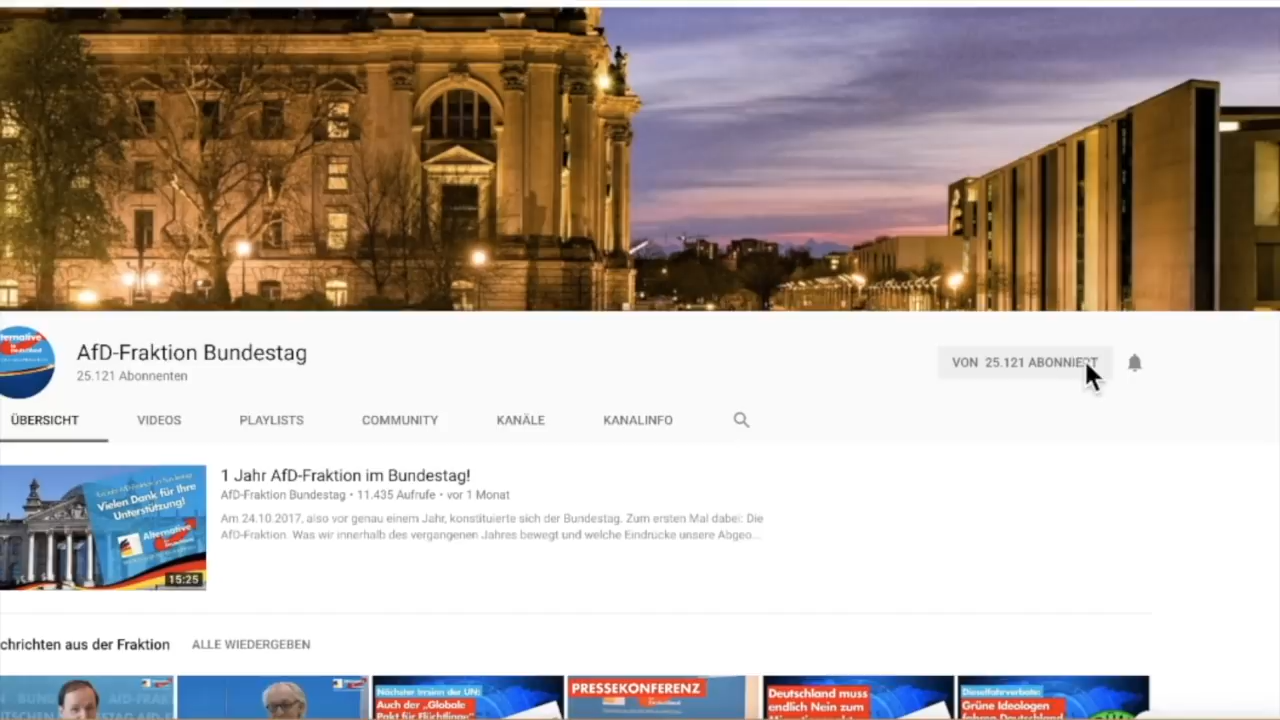 AfD-Fraktion Bundestag
25.121 Abonnenten
VON 25.121 ABONNIERT
ÜBERSICHT
VIDEOS
PLAYLISTS
COMMUNITY
KANÄLE
KANALINFO
Vielen Dank für Ihre
Unterstützung!
Alternative
15:25
1 Jahr AfD-Fraktion im Bundestag!
AfD-Fraktion Bundestag • 11.435 Aufrufe • vor 1 Monat
Am 24.10.2017, also vor genau einem Jahr, konstituierte sich der Bundestag. Zum ersten Mal dabei: Die
AfD-Fraktion. Was wir innerhalb des vergangenen Jahres bewegt und welche Eindrücke unsere Abgeo...
chrichten aus der Fraktion
ALLE WIEDERGEBEN
Auch der „Globale
Pakt für Flüchtlinge"
PRESSEKONFERENZ
Deutschland muss
endlich Nein zum
Dieselfahrverbote:
Grüne Ideologen
fahren Deutschland